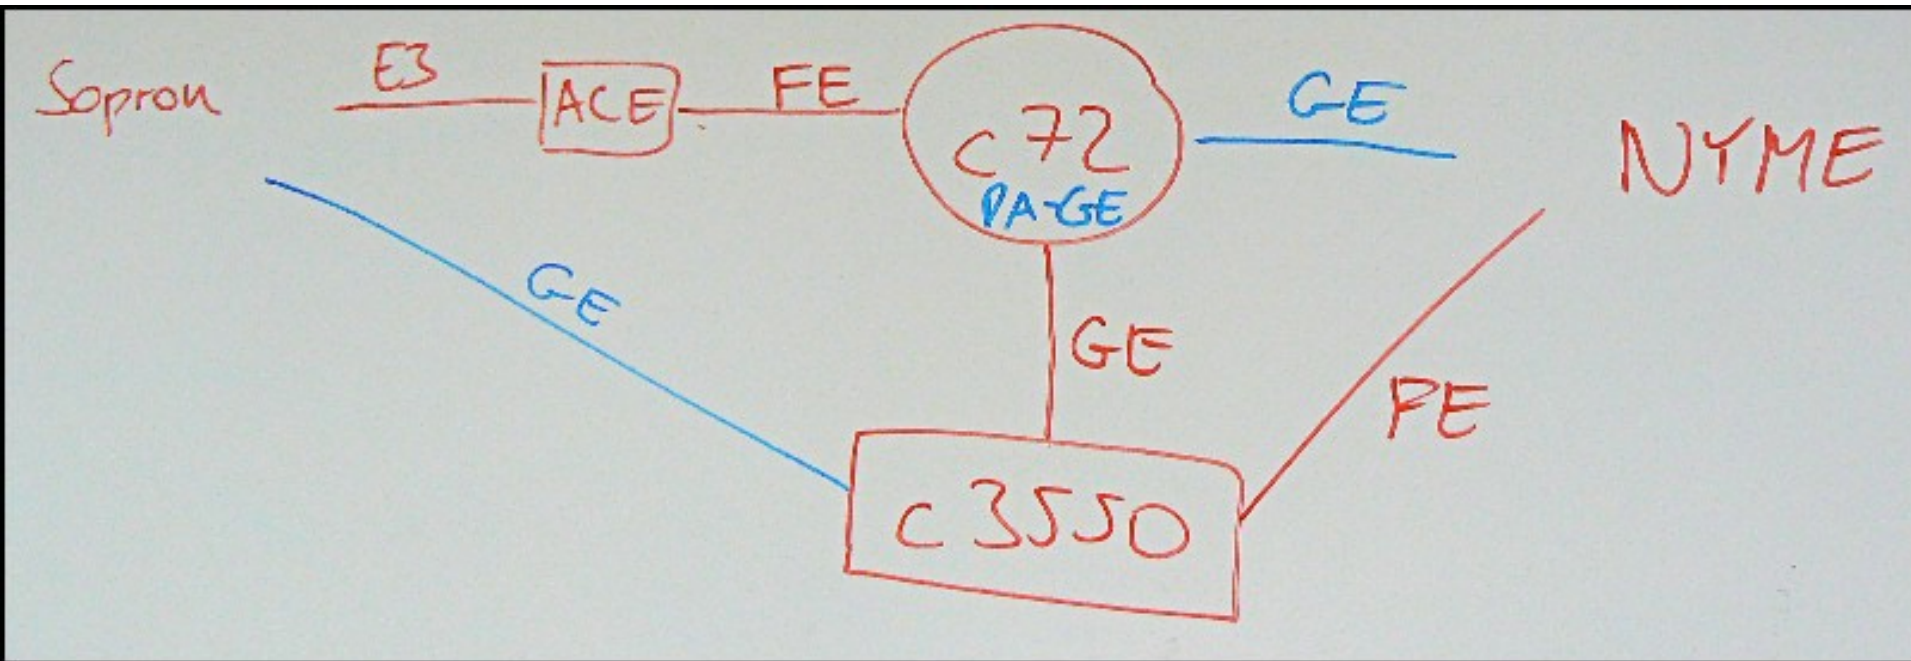 Sopron
E3
ACE
FE
c72
PA-GE
GE
NYME
GE
GE
FE
c3550